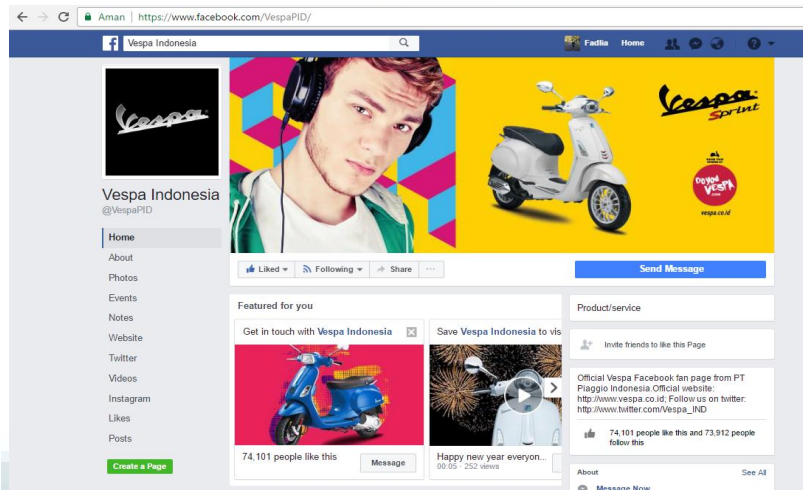 Aman | https://www.facebook.com/VespaPID/
Vespa Indonesia
Fadlia Home
Vespa
Vespa
Sprint
DOYAN
VESPA
vespa.co.id
Vespa Indonesia
@VespaPID
Home
About
Photos
Events
Notes
Website
Twitter
Videos
Instagram
Likes
Posts
Create a Page
Liked Following Share
Send Message
Featured for you
Get in touch with Vespa Indonesia
74,101 people like this
Message
Save Vespa Indonesia to vis
Happy new year everyon...
00:05 · 252 views
Product/service
Invite friends to like this Page
Official Vespa Facebook fan page from PT
Piaggio Indonesia.Official website:
http://www.vespa.co.id; Follow us on twitter:
http://www.twitter.com/Vespa_IND
74,101 people like this and 73,912 people
follow this
About See All
Message Now